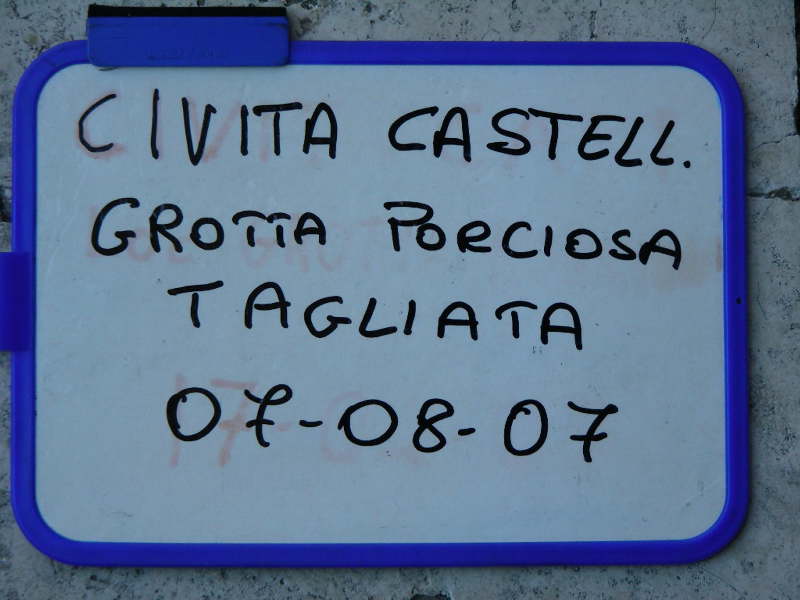 CIVITA CASTELL.
GROTTA PORCIOSA
TAGLIATA
07-08-07